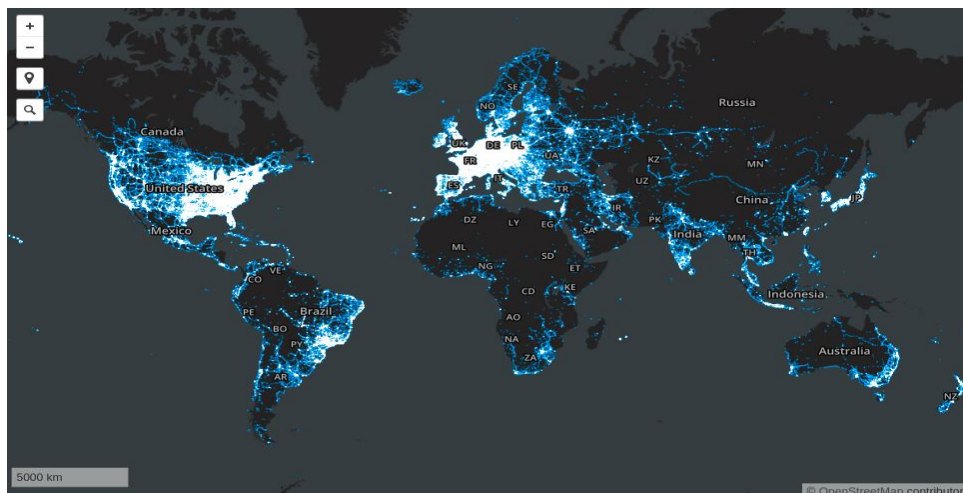 +
−
SE
NO
Russia
Canada
UK
DE
PL
FR
UA
KZ
MN
ES
IT
TR
UZ
United States
China
JP
IR
PK
DZ
LY
EG
SA
Mexico
India
MM
TH
ML
SD
NG
ET
VE
CO
KE
CD
Indonesia
PE
Brazil
AO
BO
PY
NA
ZA
Australia
AR
NZ
5000 km
© OpenStreetMap contributor